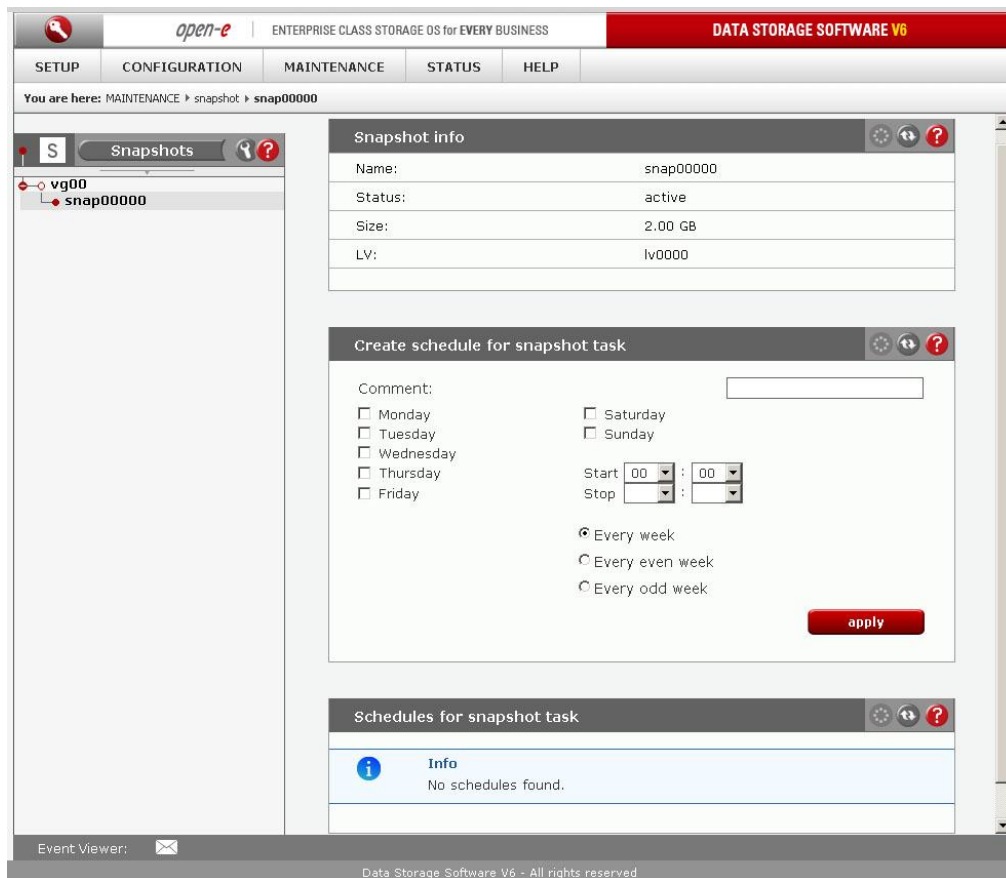 open-e ENTERPRISE CLASS STORAGE OS for EVERY BUSINESS DATA STORAGE SOFTWARE V6
SETUP CONFIGURATION MAINTENANCE STATUS HELP
You are here: MAINTENANCE snapshot snap00000
S Snapshots ?
vg00
snap00000
Snapshot info ?
Name: snap00000
Status: active
Size: 2.00 GB
LV: lv0000
Create schedule for snapshot task ?
Comment:
Monday
Tuesday
Wednesday
Thursday
Friday
Saturday
Sunday
Start 00 : 00
Stop :
Every week
Every even week
Every odd week
apply
Schedules for snapshot task ?
i Info
No schedules found.
Event Viewer:
Data Storage Software V6 - All rights reserved